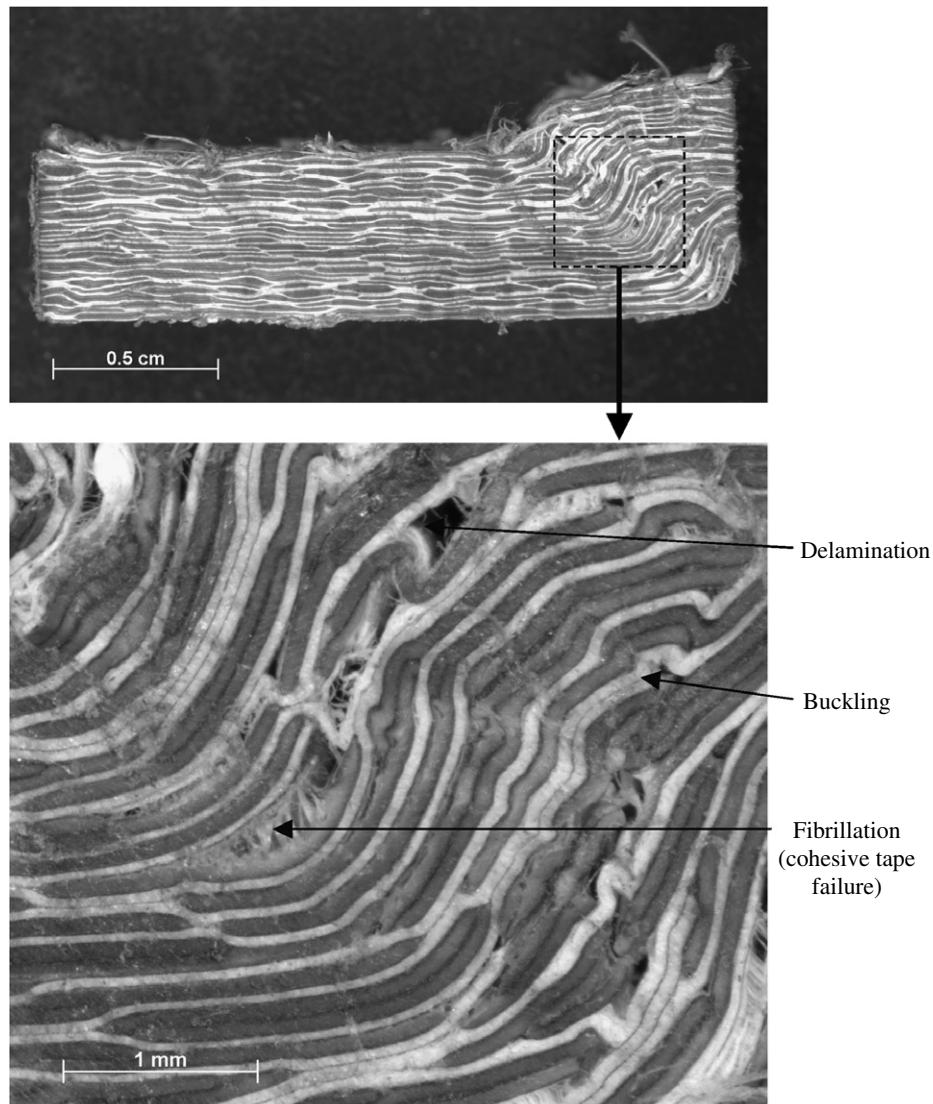 0.5 cm
Delamination
Buckling
Fibrillation
(cohesive tape
failure)
1 mm